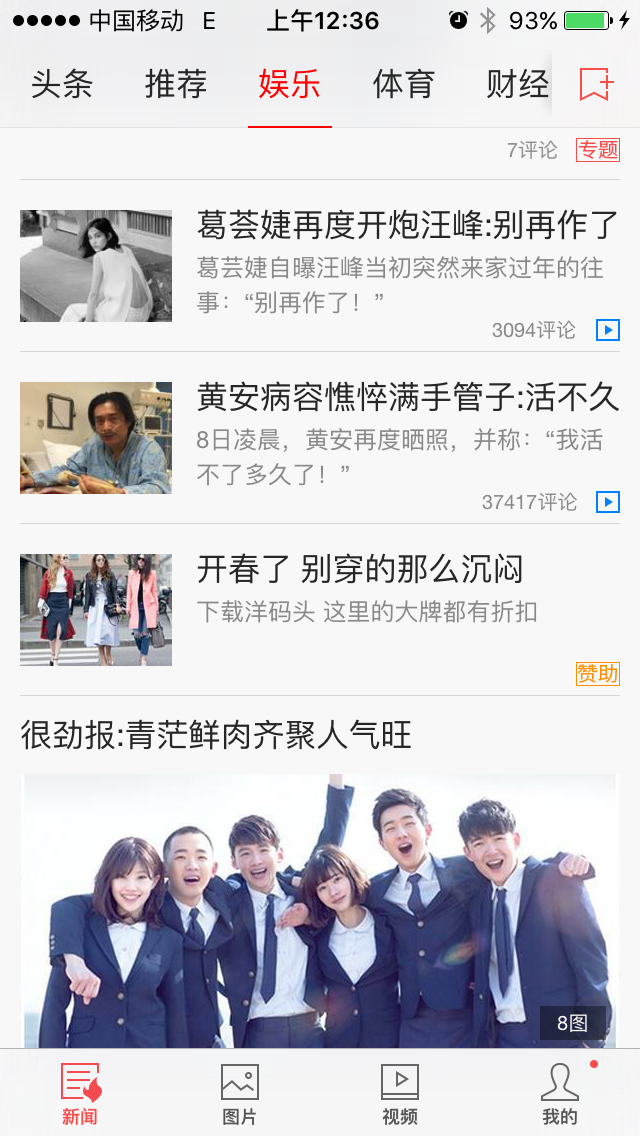 中国移动 E 上午12:36 93%
头条 推荐 娱乐 体育 财经
7评论 专题
葛荟婕再度开炮汪峰:别再作了
葛芸婕自曝汪峰当初突然来家过年的往
事：“别再作了！”
3094评论
黄安病容憔悴满手管子:活不久
8日凌晨，黄安再度晒照，并称：“我活
不了多久了！”
37417评论
开春了 别穿的那么沉闷
下载洋码头 这里的大牌都有折扣
赞助
很劲报:青茫鲜肉齐聚人气旺
8图
新闻 图片 视频 我的